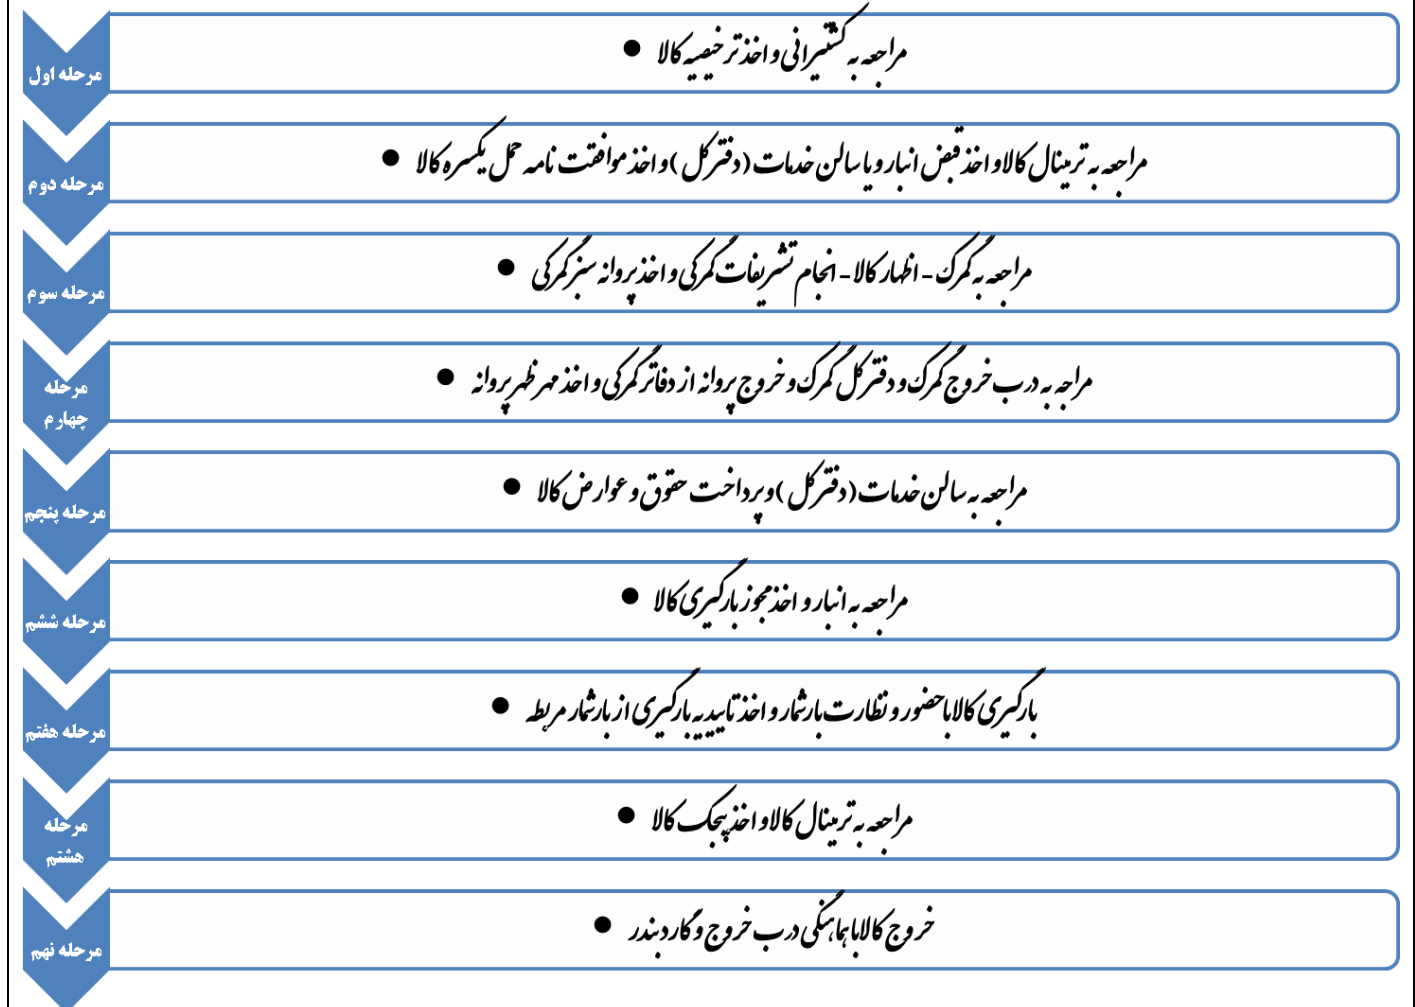 مرحله اول
مراجعه به کشتیرانی و اخذ ترخیصیه کالا
مرحله دوم
مراجعه به ترمینال کالا و اخذ قبض انبار و یا سالن خدمات (دفتر کل) و اخذ موافقت نامه حمل یکسره کالا
مرحله سوم
مراجعه به گمرک - اظهار کالا - انجام تشریفات گمرکی و اخذ پروانه سبز گمرکی
مرحله
چهارم
مراجه به درب خروج گمرک و دفتر کل گمرک و خروج پروانه از دفاتر گمرکی و اخذ مهر ظهر پروانه
مرحله پنجم
مراجعه به سالن خدمات (دفتر کل) و پرداخت حقوق و عوارض کالا
مرحله ششم
مراجعه به انبار و اخذ مجوز بارگیری کالا
مرحله هفتم
بارگیری کالا با حضور و نظارت بارشمار و اخذ تاییدیه بارگیری از بارشمار مربطه
مرحله
هشتم
مراجعه به ترمینال کالا و اخذ بیجک کالا
مرحله نهم
خروج کالا با هماهنگی درب خروج و گارد بندر